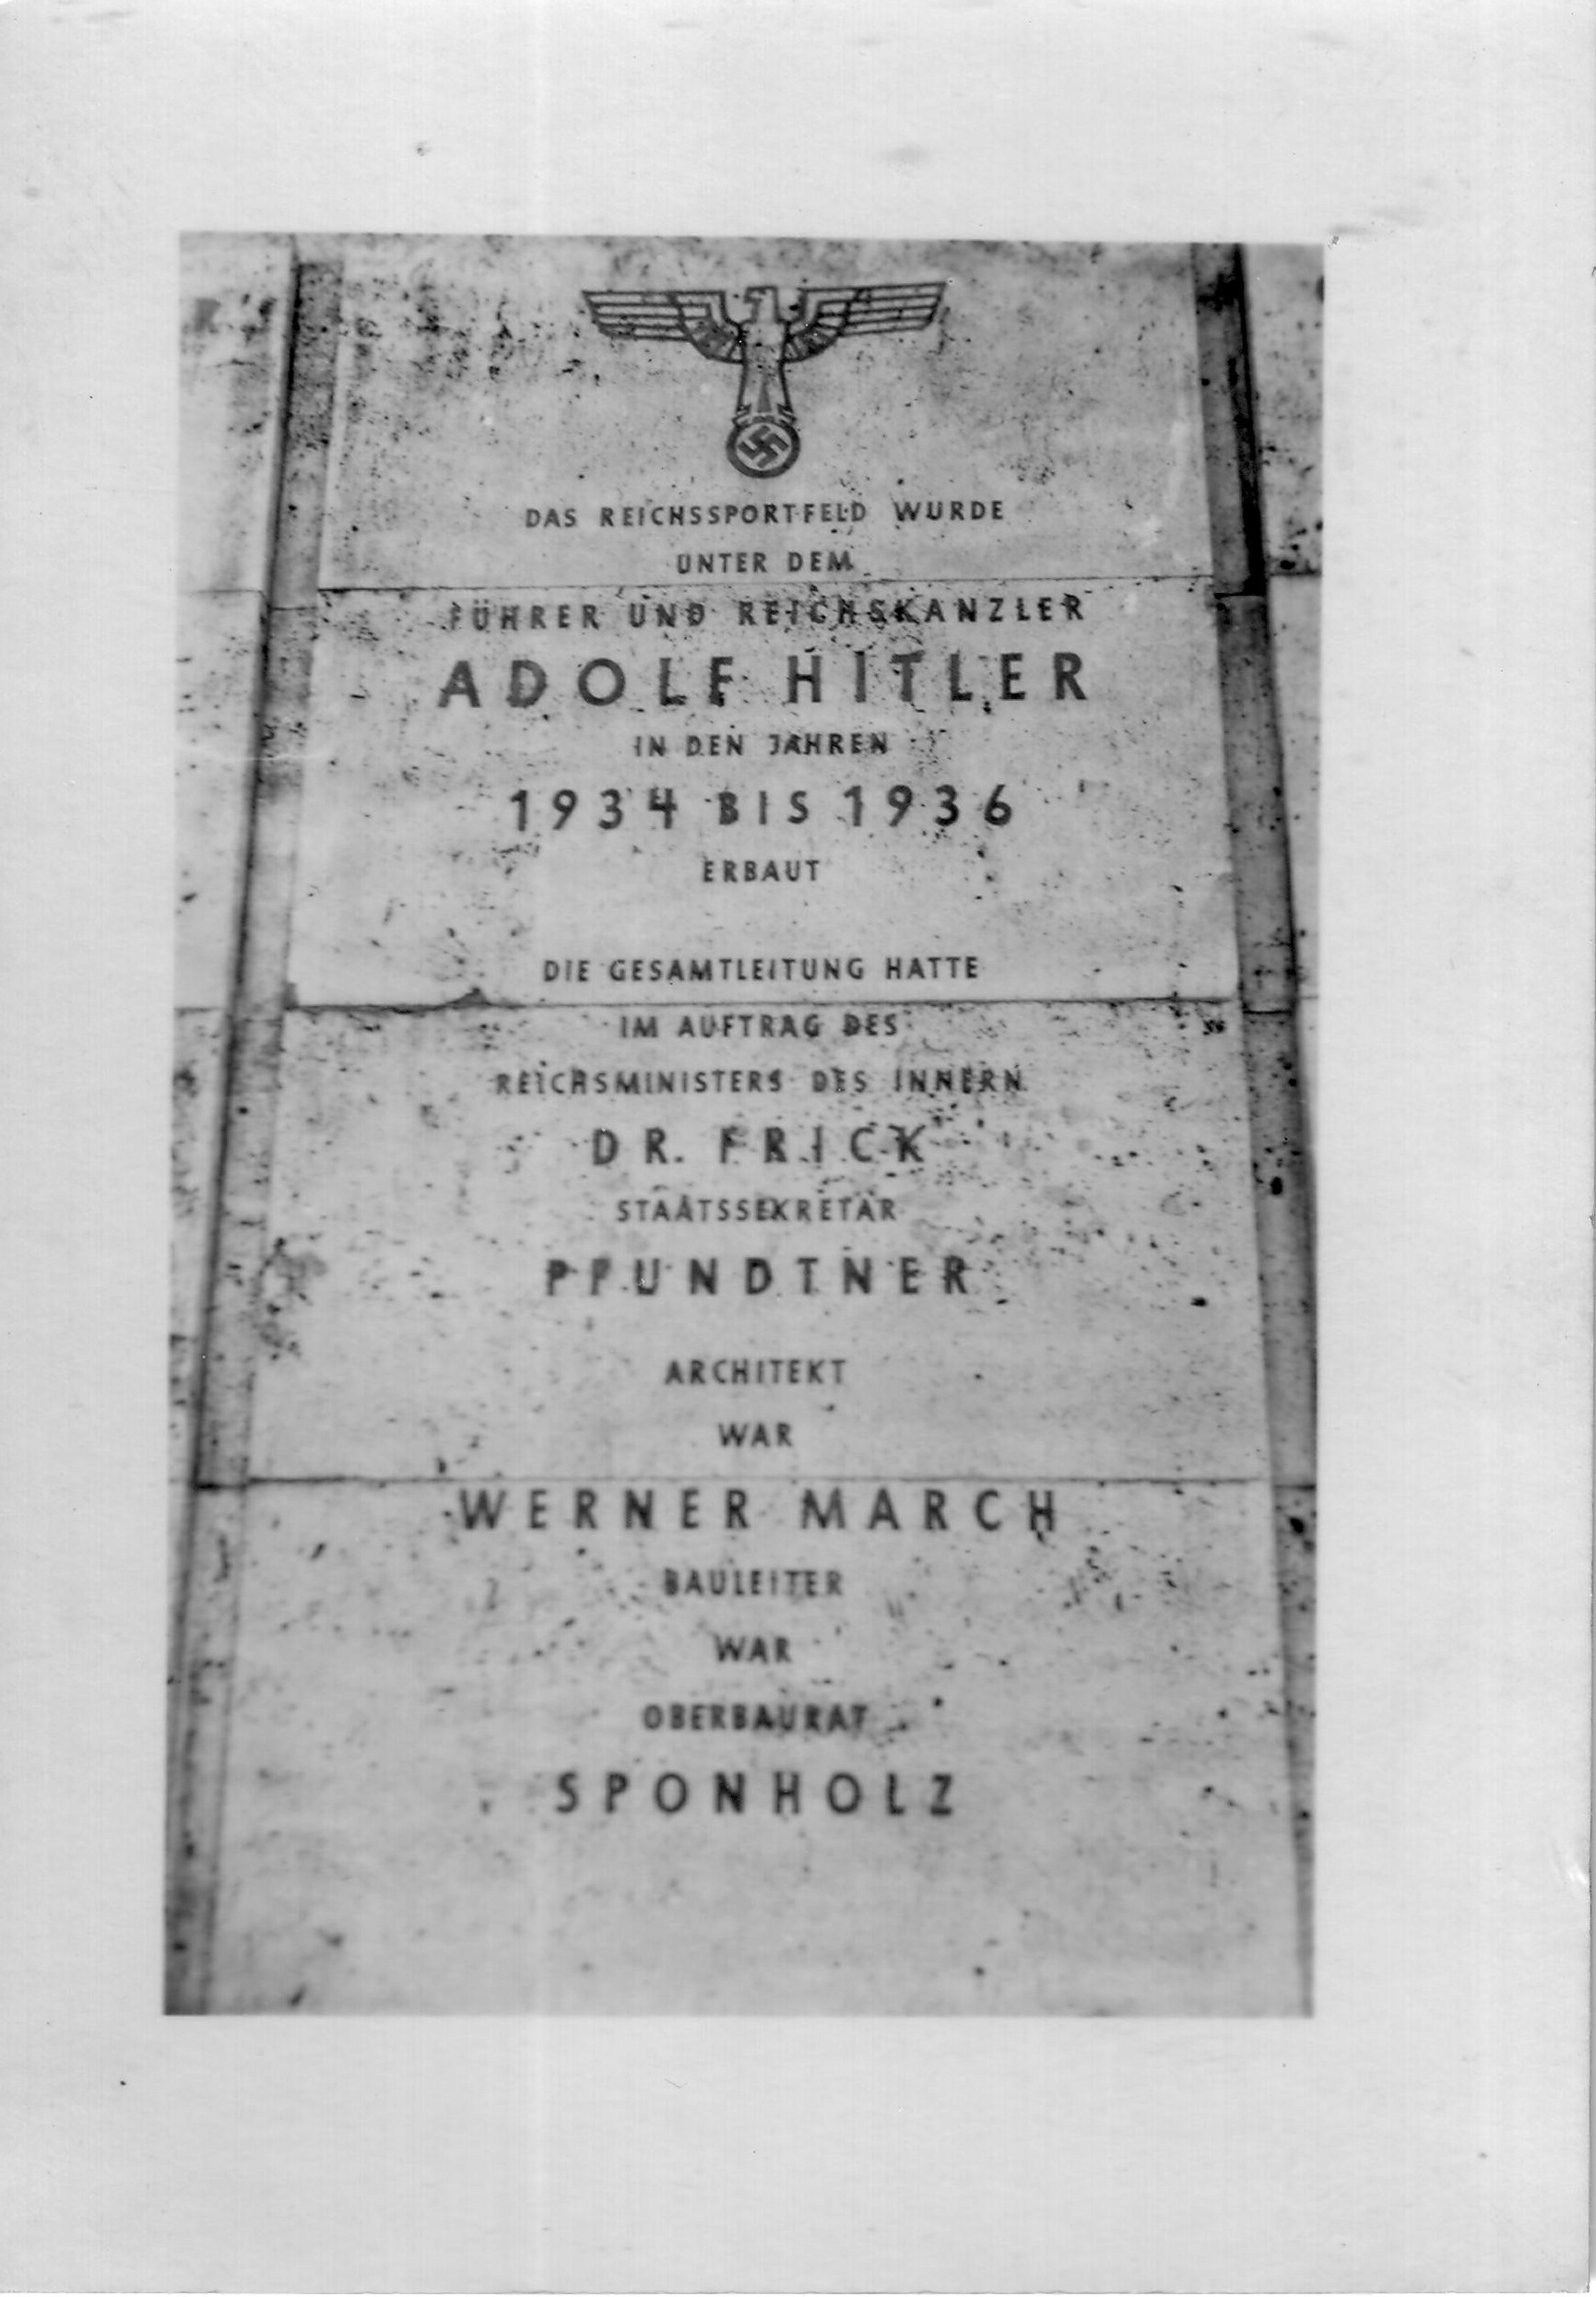 DAS REICHSSPORTFELD WURDE
UNTER DEM
FÜHRER UND REICHSKANZLER
ADOLF HITLER
IN DEN JAHREN
1934 BIS 1936
ERBAUT
DIE GESAMTLEITUNG HATTE
IM AUFTRAG DES
REICHSMINISTERS DES INNERN
DR. FRICK
STAATSSEKRETÄR
PFUNDTNER
ARCHITEKT
WAR
WERNER MARCH
BAULEITER
WAR
OBERBAURAT
SPONHOLZ